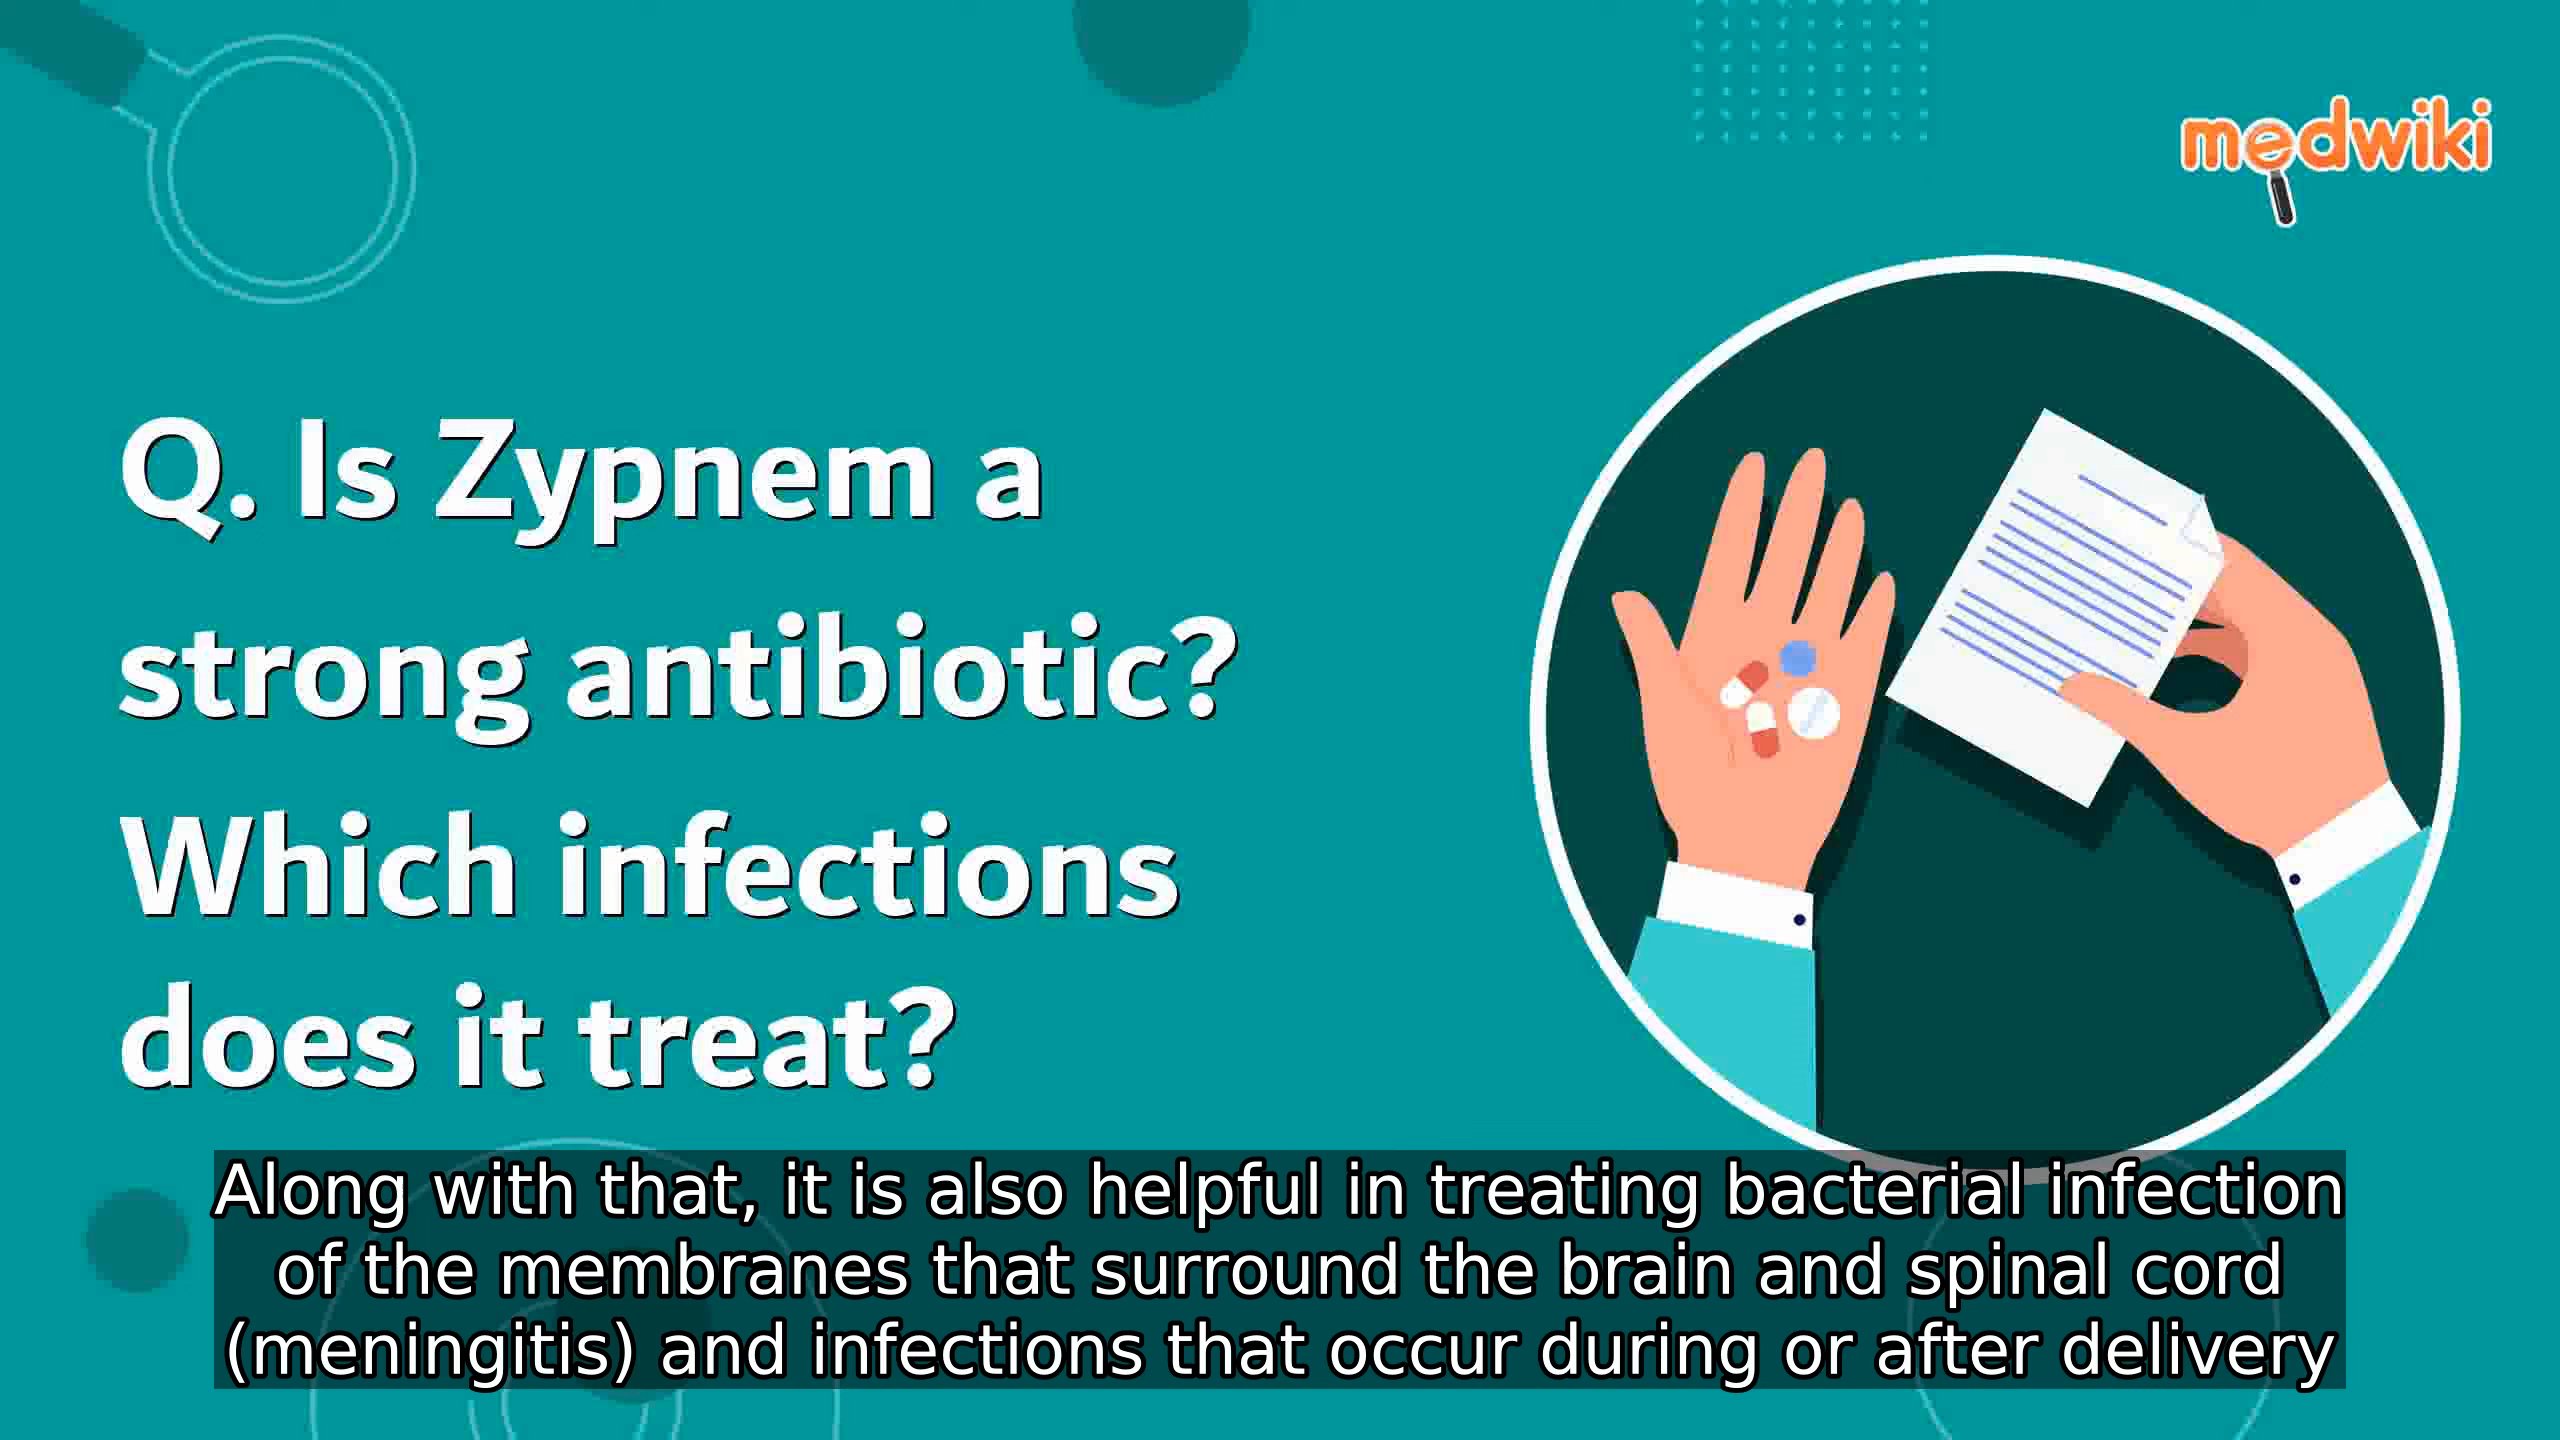 medwiki
Q. Is Zypnem a
strong antibiotic?
Which infections
does it treat?
Along with that, it is also helpful in treating bacterial infection
of the membranes that surround the brain and spinal cord
(meningitis) and infections that occur during or after delivery